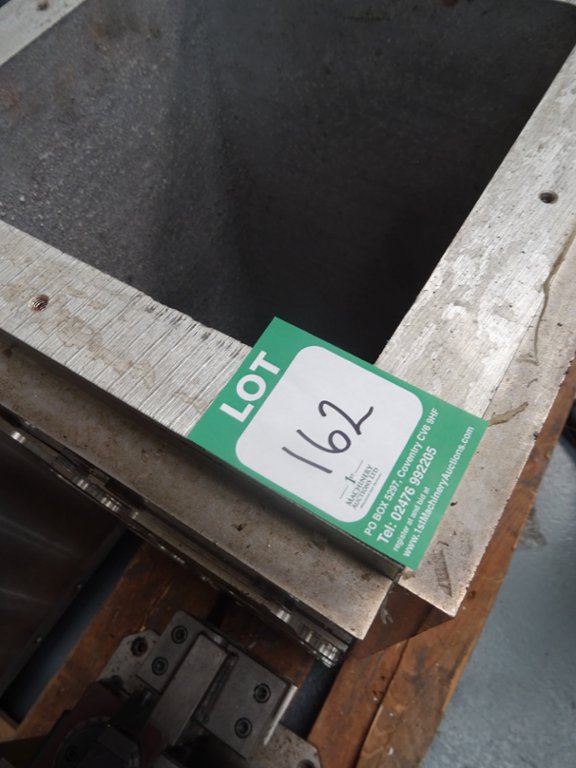 LOT
162
1st
MACHINERY
AUCTIONS LTD
PO BOX 5297, Coventry CV6 9HF
Tel: 02476 992205
register at and bid at
www.1stMachineryAuctions.com